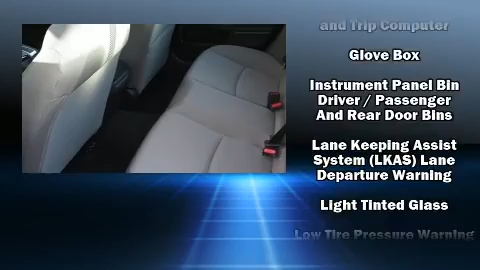 and Trip Computer
Glove Box
Instrument Panel Bin
Driver / Passenger
And Rear Door Bins
Lane Keeping Assist
System (LKAS) Lane
Departure Warning
Light Tinted Glass
Low Tire Pressure Warning